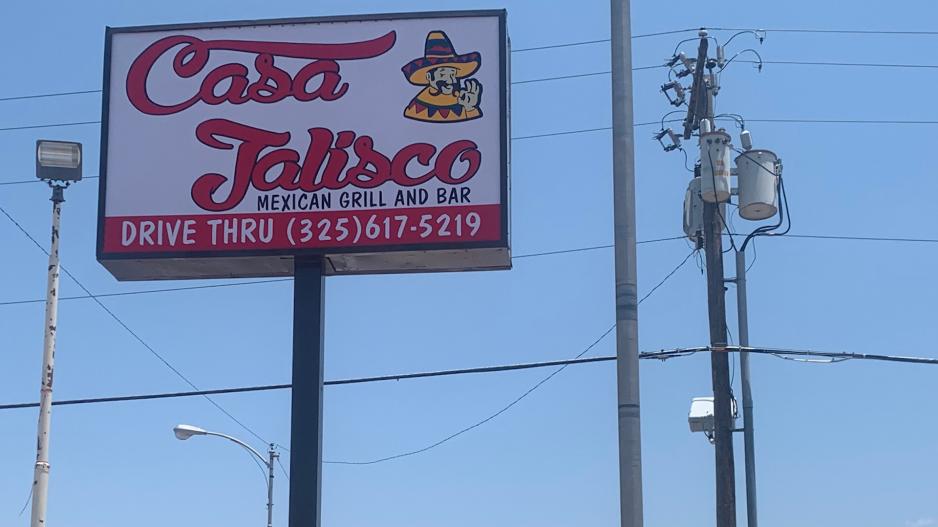 Casa
Jalisco
MEXICAN GRILL AND BAR
DRIVE THRU (325)617-5219